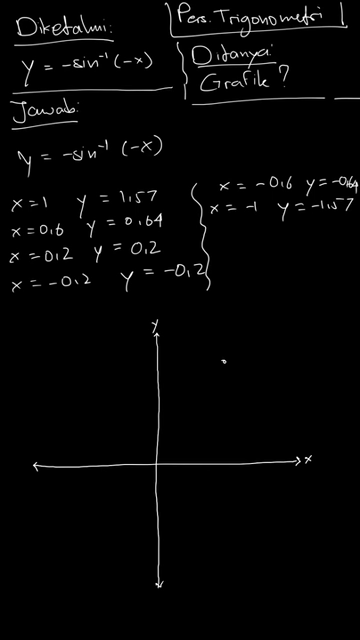 Diketahui:
y = -sin⁻¹(-x)
Pers. Trigonometri |
Ditanya:
Grafik ?
Jawab:
y = -sin⁻¹ (-x)
x = 1 y = 1,57
x = 0,6 y = 0,64
x = 0,2 y = 0,2
x = -0,2 y = -0,2
x = -0,6 y = -0,64
x = -1 y = -1,57
y
x